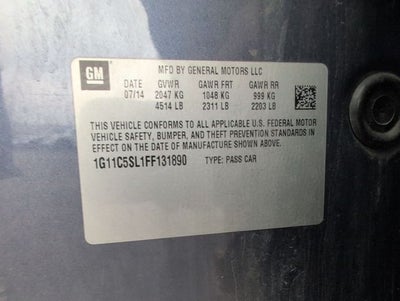 GM
MFD BY GENERAL MOTORS LLC
DATE GVWR GAWR FRT GAWR RR
07/14 2047 KG 1048 KG 999 KG
4514 LB 2311 LB 2203 LB
THIS VEHICLE CONFORMS TO ALL APPLICABLE U.S. FEDERAL MOTOR
VEHICLE SAFETY, BUMPER, AND THEFT PREVENTION STANDARDS IN
EFFECT ON THE DATE OF MANUFACTURE SHOWN ABOVE.
1G11C5SL1FF131890 TYPE: PASS CAR